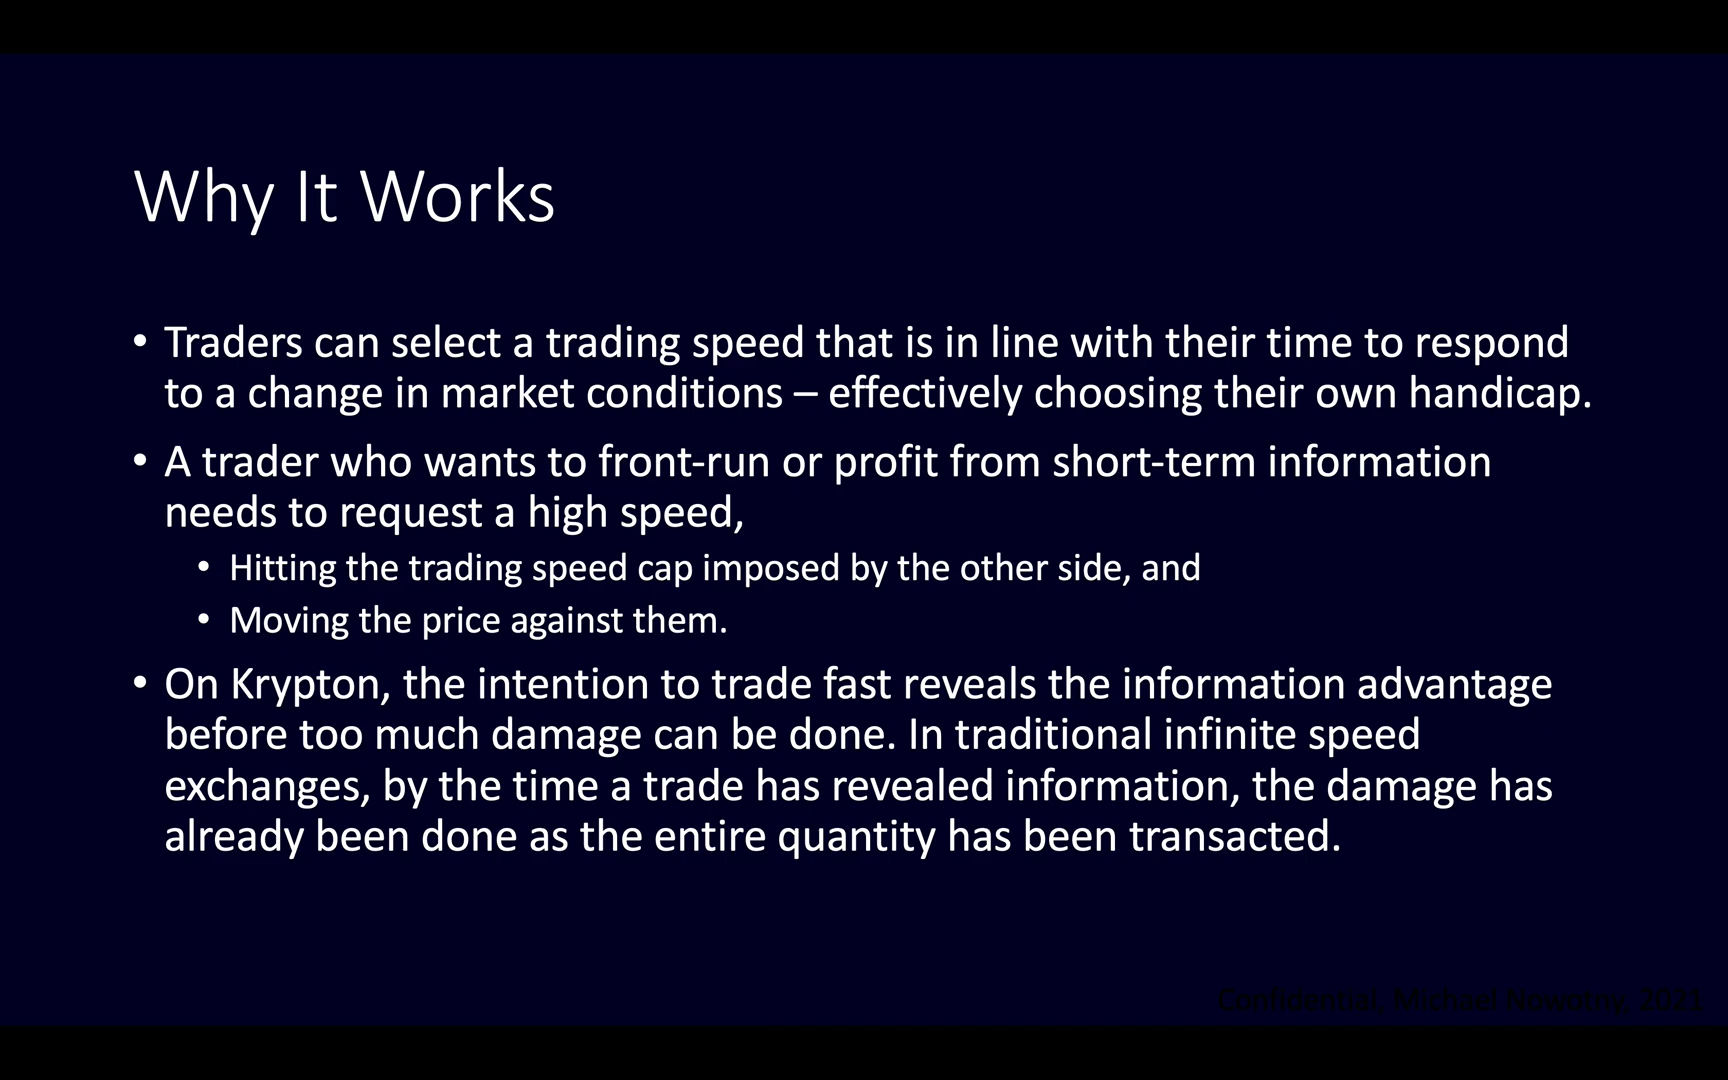 Why It Works
• Traders can select a trading speed that is in line with their time to respond
to a change in market conditions – effectively choosing their own handicap.
• A trader who wants to front-run or profit from short-term information
needs to request a high speed,
• Hitting the trading speed cap imposed by the other side, and
• Moving the price against them.
• On Krypton, the intention to trade fast reveals the information advantage
before too much damage can be done. In traditional infinite speed
exchanges, by the time a trade has revealed information, the damage has
already been done as the entire quantity has been transacted.
Confidential, Michael Nowotny, 2021